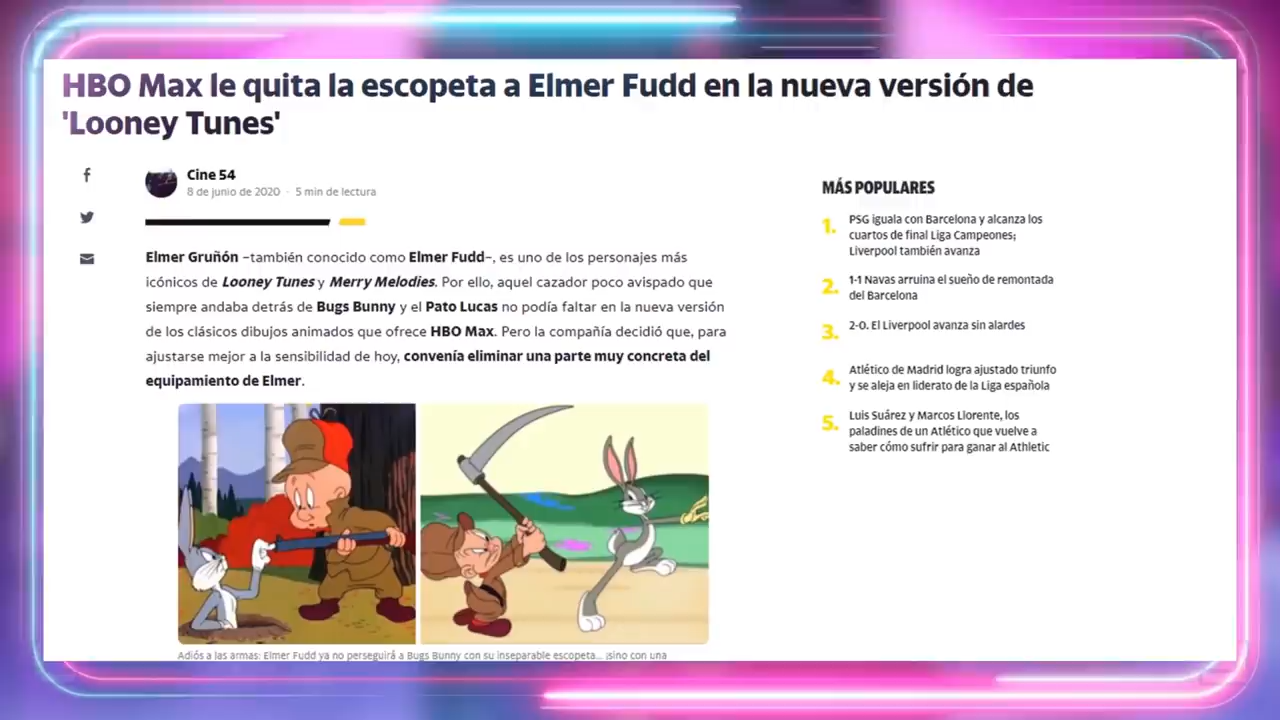 HBO Max le quita la escopeta a Elmer Fudd en la nueva versión de
'Looney Tunes'
Cine 54
8 de junio de 2020 · 5 min de lectura
Elmer Gruñón –también conocido como Elmer Fudd–, es uno de los personajes más
icónicos de Looney Tunes y Merry Melodies. Por ello, aquel cazador poco avispado que
siempre andaba detrás de Bugs Bunny y el Pato Lucas no podía faltar en la nueva versión
de los clásicos dibujos animados que ofrece HBO Max. Pero la compañía decidió que, para
ajustarse mejor a la sensibilidad de hoy, convenía eliminar una parte muy concreta del
equipamiento de Elmer.
Adiós a las armas: Elmer Fudd ya no perseguirá a Bugs Bunny con su inseparable escopeta... ¡sino con una
MÁS POPULARES
1. PSG iguala con Barcelona y alcanza los
cuartos de final Liga Campeones;
Liverpool también avanza
2. 1-1 Navas arruina el sueño de remontada
del Barcelona
3. 2-0. El Liverpool avanza sin alardes
4. Atlético de Madrid logra ajustado triunfo
y se aleja en liderato de la Liga española
5. Luis Suárez y Marcos Llorente, los
paladines de un Atlético que vuelve a
saber cómo sufrir para ganar al Athletic